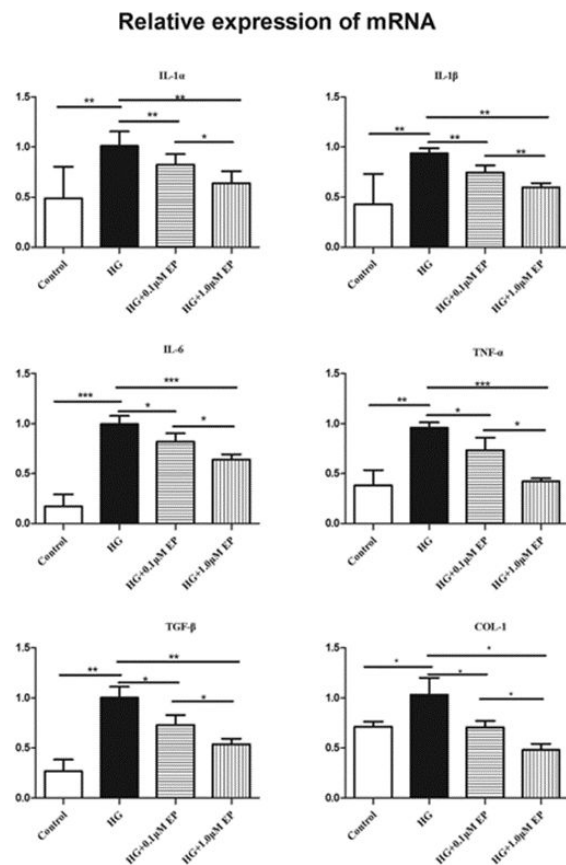 Relative expression of mRNA
IL-1α
1.5
1.0
0.5
0.0
** ** ** *
Control HG HG+0.1μM EP HG+1.0μM EP
IL-1β
1.5
1.0
0.5
0.0
** ** ** **
Control HG HG+0.1μM EP HG+1.0μM EP
IL-6
1.5
1.0
0.5
0.0
*** *** * *
Control HG HG+0.1μM EP HG+1.0μM EP
TNF-α
1.5
1.0
0.5
0.0
** *** * *
Control HG HG+0.1μM EP HG+1.0μM EP
TGF-β
1.5
1.0
0.5
0.0
** ** * *
Control HG HG+0.1μM EP HG+1.0μM EP
COL-1
1.5
1.0
0.5
0.0
* * * *
Control HG HG+0.1μM EP HG+1.0μM EP